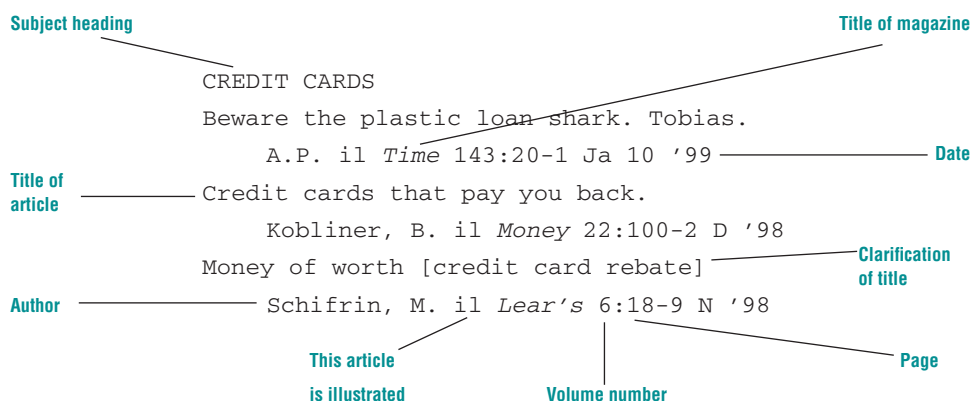 Subject heading
Title of magazine
CREDIT CARDS
Beware the plastic loan shark. Tobias.
A.P. il Time 143:20-1 Ja 10 '99
Date
Title of
article
Credit cards that pay you back.
Kobliner, B. il Money 22:100-2 D '98
Money of worth [credit card rebate]
Clarification
of title
Author
Schifrin, M. il Lear's 6:18-9 N '98
This article
is illustrated
Volume number
Page